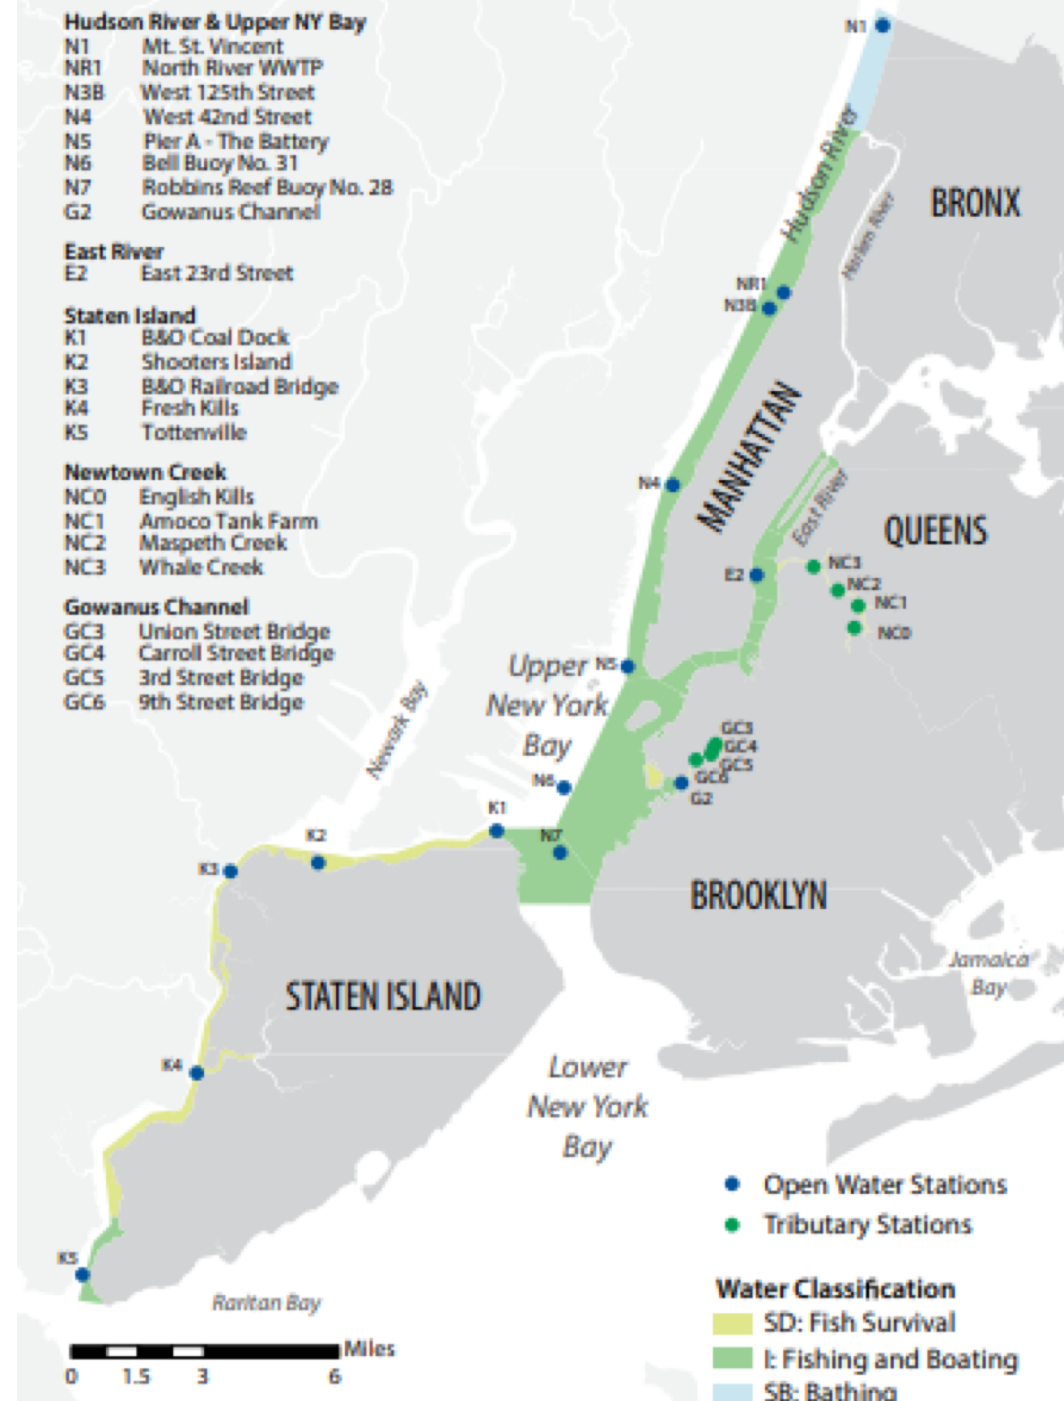 Hudson River & Upper NY Bay
N1 Mt. St. Vincent
NR1 North River WWTP
N3B West 125th Street
N4 West 42nd Street
N5 Pier A - The Battery
N6 Bell Buoy No. 31
N7 Robbins Reef Buoy No. 28
G2 Gowanus Channel
East River
E2 East 23rd Street
Staten Island
K1 B&O Coal Dock
K2 Shooters Island
K3 B&O Railroad Bridge
K4 Fresh Kills
K5 Tottenville
Newtown Creek
NC0 English Kills
NC1 Amoco Tank Farm
NC2 Maspeth Creek
NC3 Whale Creek
Gowanus Channel
GC3 Union Street Bridge
GC4 Carroll Street Bridge
GC5 3rd Street Bridge
GC6 9th Street Bridge
N1
Hudson River
BRONX
Harlem River
NR1
N3B
MANHATTAN
N4
East River
QUEENS
E2
NC3
NC2
NC1
NC0
Upper
New York
Bay
N5
Newark Bay
GC3
GC4
GC5
GC6
G2
N6
K1
N7
K2
K3
BROOKLYN
Jamaica
Bay
STATEN ISLAND
K4
Lower
New York
Bay
K5
Raritan Bay
Open Water Stations
Tributary Stations
Water Classification
SD: Fish Survival
I: Fishing and Boating
SB: Bathing
Miles
0 1.5 3 6